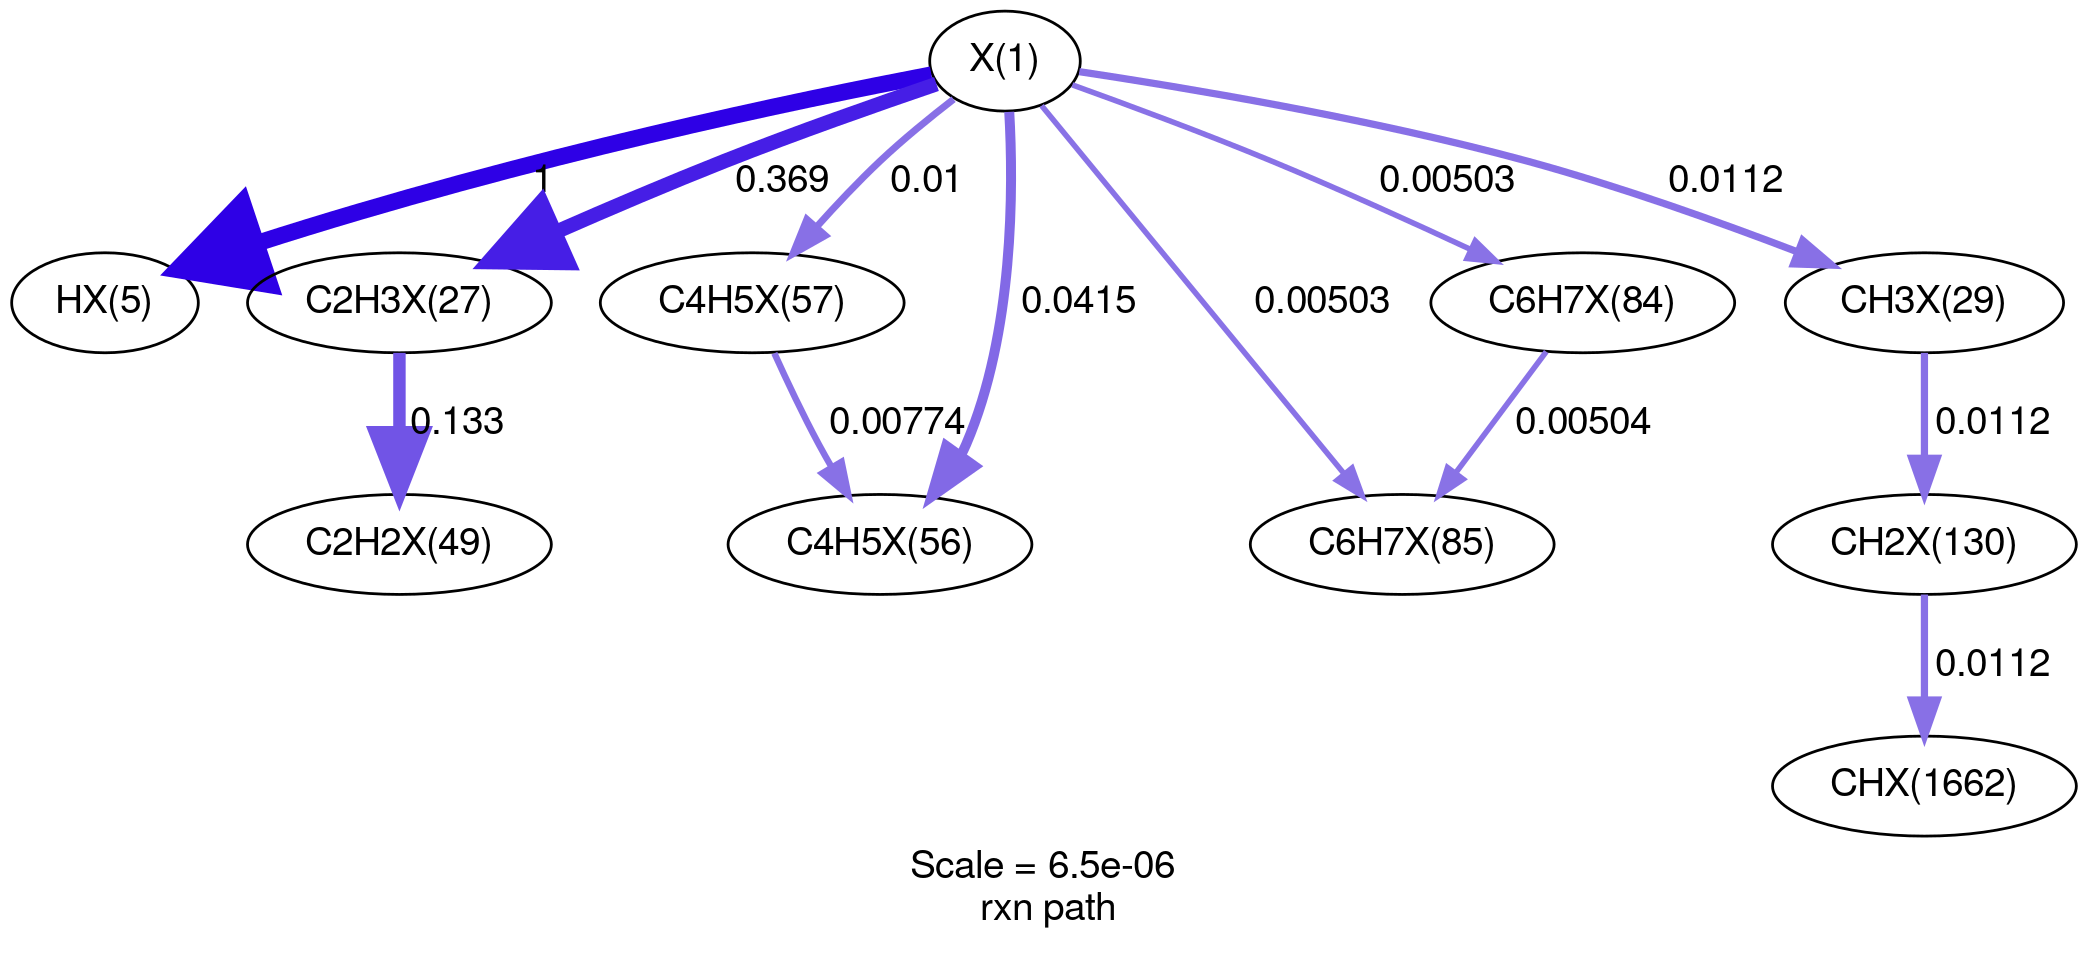 X(1)
1
0.369
0.01
0.00503
0.0112
HX(5)
C2H3X(27)
C4H5X(57)
0.0415
0.00503
C6H7X(84)
CH3X(29)
0.133
0.00774
0.00504
0.0112
C2H2X(49)
C4H5X(56)
C6H7X(85)
CH2X(130)
0.0112
CHX(1662)
Scale = 6.5e-06
rxn path